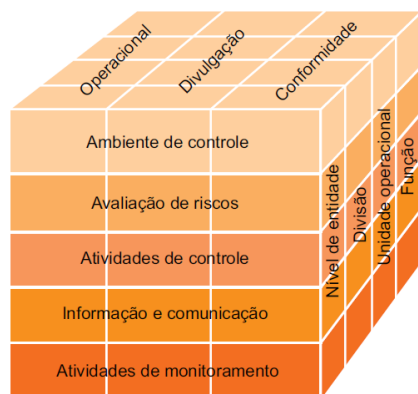 Operacional
Divulgação
Conformidade
Ambiente de controle
Avaliação de riscos
Atividades de controle
Informação e comunicação
Atividades de monitoramento
Nível de entidade
Divisão
Unidade operacional
Função